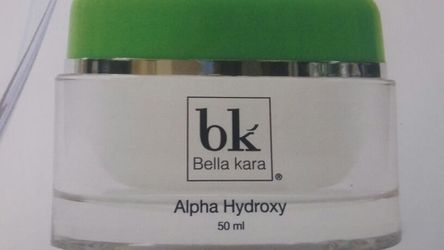 bk
Bella kara
®
Alpha Hydroxy
50 ml